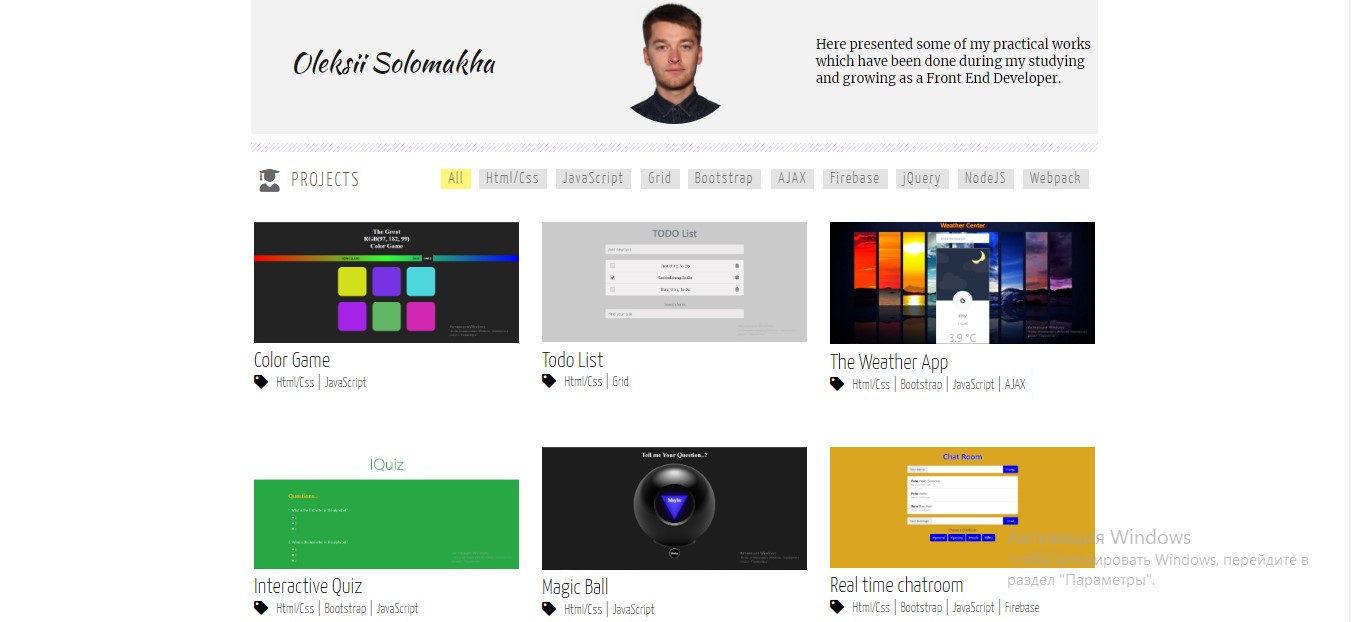 Oleksii Solomakha
Here presented some of my practical works
which have been done during my studying
and growing as a Front End Developer.
PROJECTS
All
Html/Css
JavaScript
Grid
Bootstrap
AJAX
Firebase
jQuery
NodeJS
Webpack
The Great
RGB(97, 182, 99)
Color Game
TODO List
Weather Center
3.9 °C
Color Game
Html/Css | JavaScript
Todo List
Html/Css | Grid
The Weather App
Html/Css | Bootstrap | JavaScript | AJAX
IQuiz
Questions..
Tell me Your Question..?
Maybe
Chat Room
Interactive Quiz
Html/Css | Bootstrap | JavaScript
Magic Ball
Html/Css | JavaScript
Real time chatroom
Html/Css | Bootstrap | JavaScript | Firebase
Активация Windows
Чтобы активировать Windows, перейдите в
раздел "Параметры".